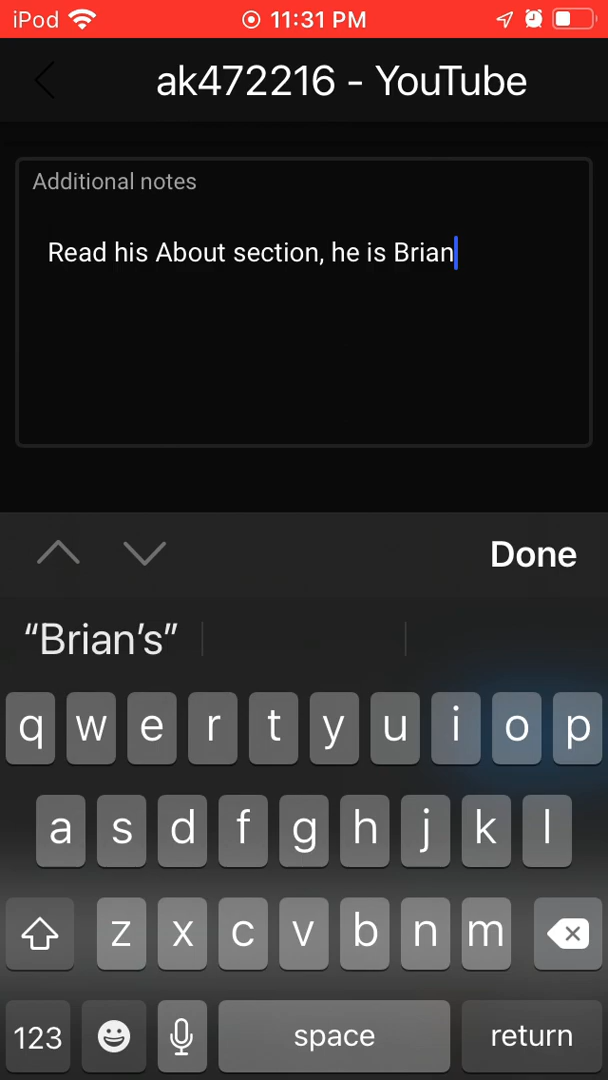 iPod 11:31 PM
ak472216 - YouTube
Additional notes
Read his About section, he is Brian
Done
“Brian’s”
q w e r t y u i o p
a s d f g h j k l
z x c v b n m
123 space return